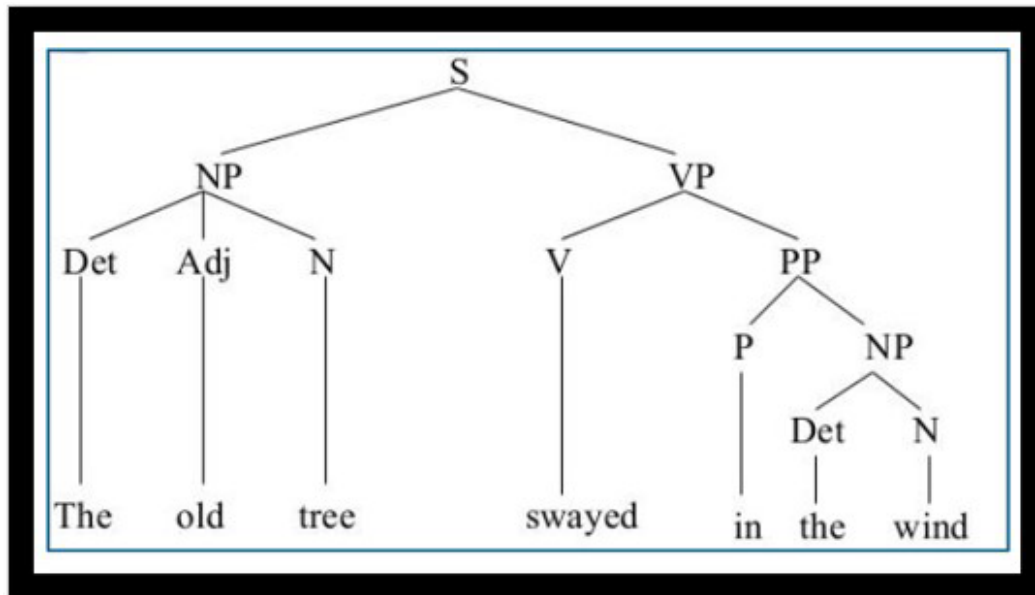 S
NP VP
Det Adj N V PP
P NP
Det N
The old tree swayed in the wind